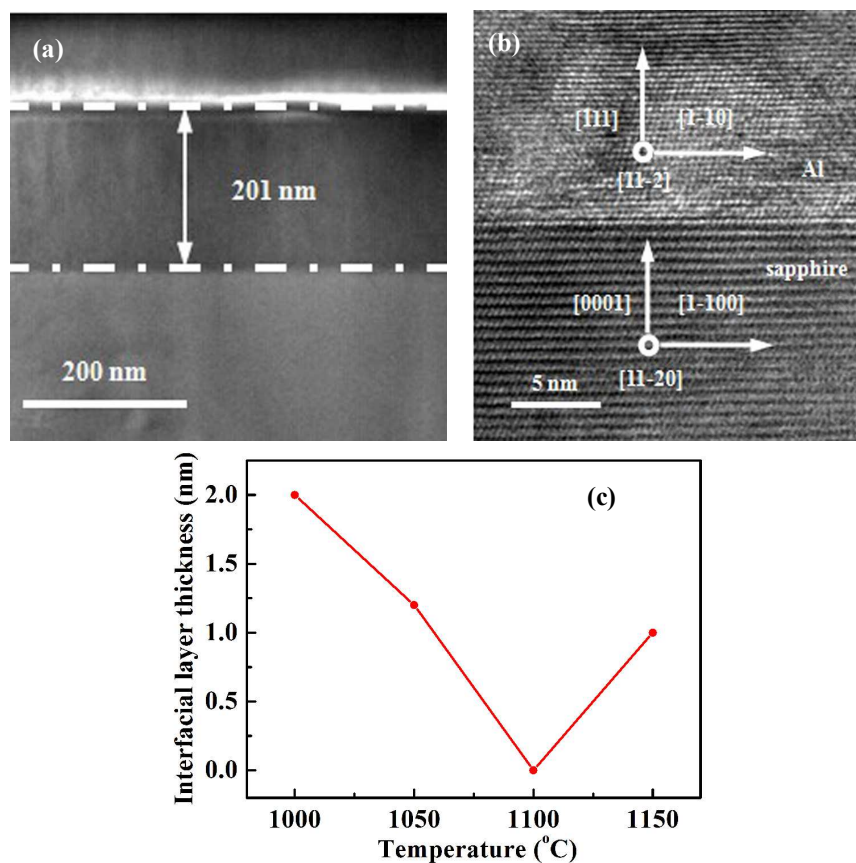 (a)
201 nm
200 nm
(b)
[111] [1-10]
[11-2]
Al
sapphire
[0001] [1-100]
[11-20]
5 nm
(c)
Interfacial layer thickness (nm)
2.0
1.5
1.0
0.5
0.0
1000 1050 1100 1150
Temperature (°C)